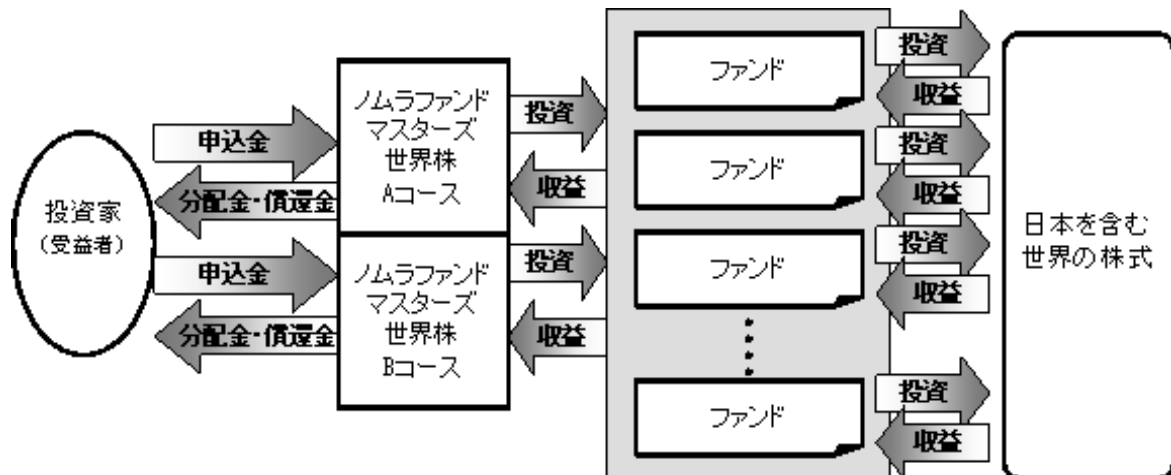 投資家
(受益者)
申込金
分配金・償還金
申込金
分配金・償還金
ノムラファンド
マスターズ
世界株
Aコース
ノムラファンド
マスターズ
世界株
Bコース
投資
収益
投資
収益
ファンド
ファンド
ファンド
ファンド
投資
収益
投資
収益
投資
収益
投資
収益
日本を含む
世界の株式